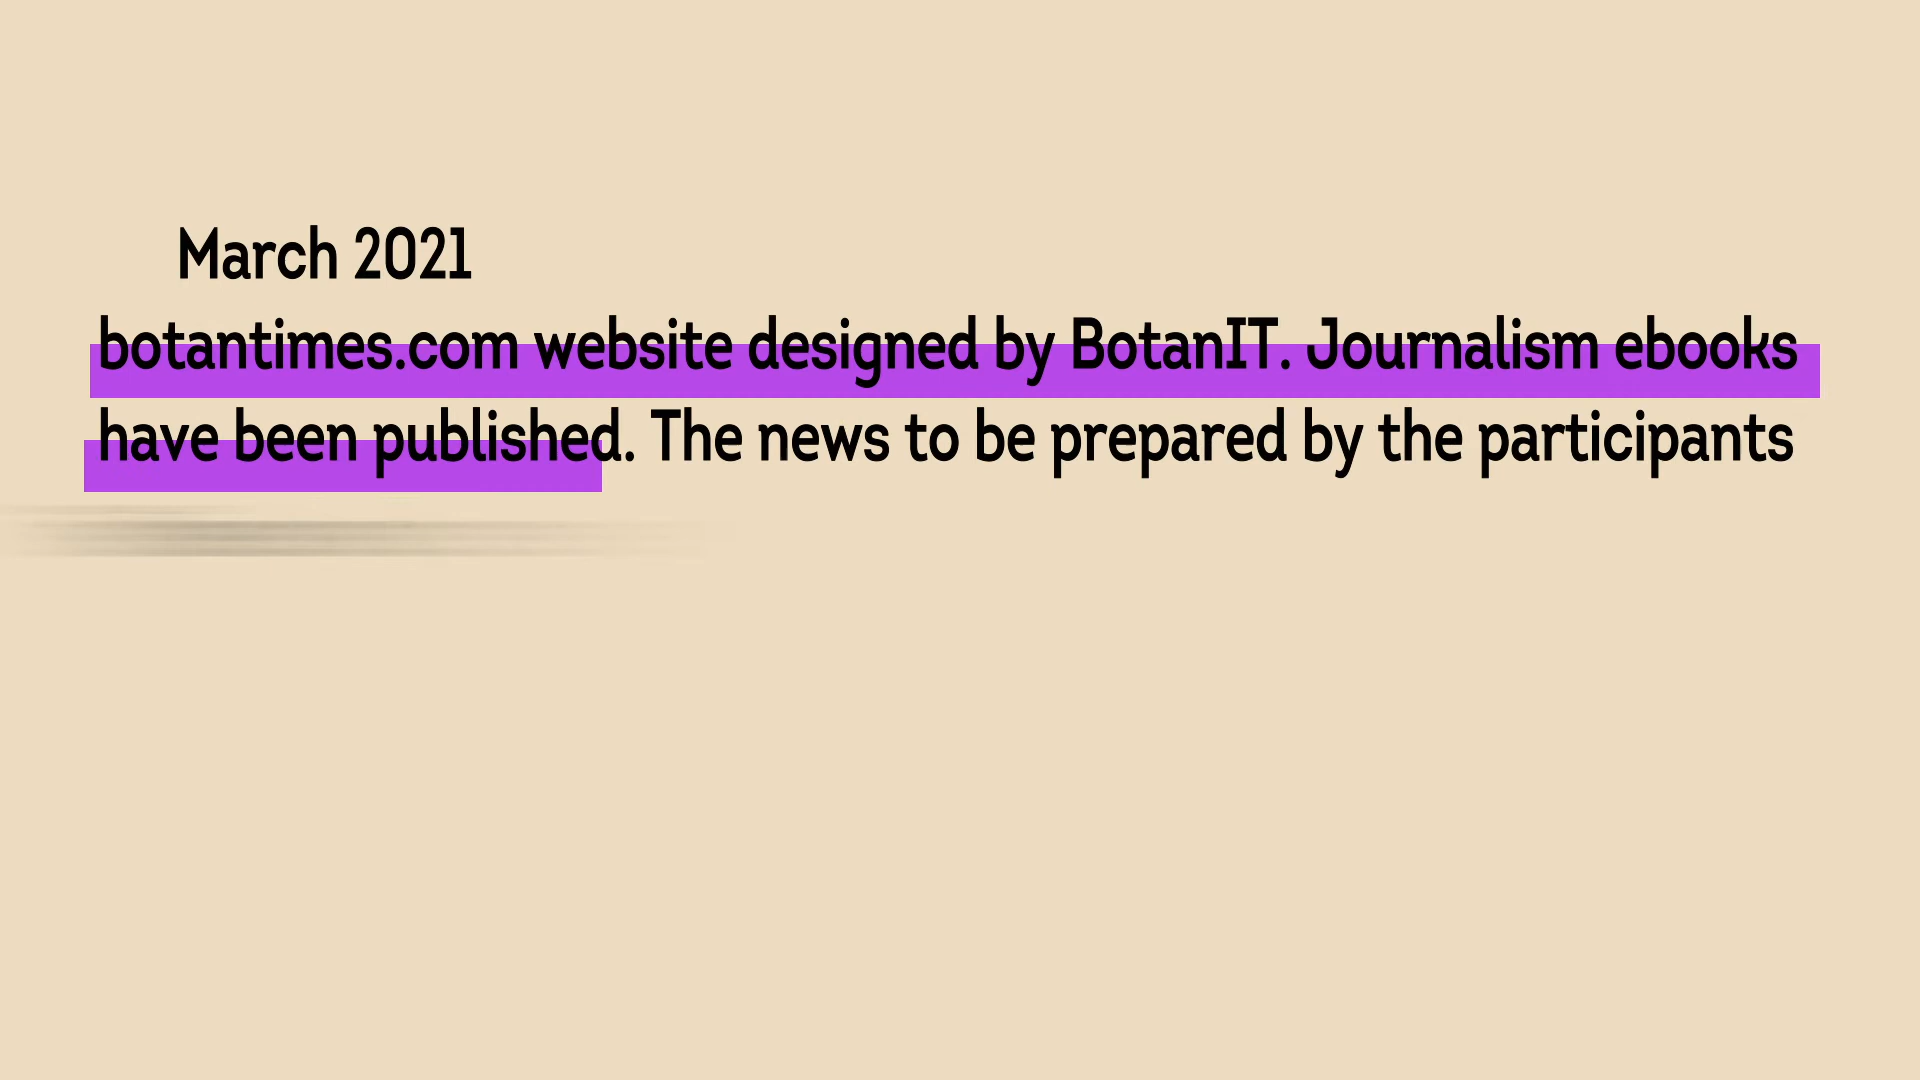 March 2021
botantimes.com website designed by BotanIT. Journalism ebooks
have been published. The news to be prepared by the participants